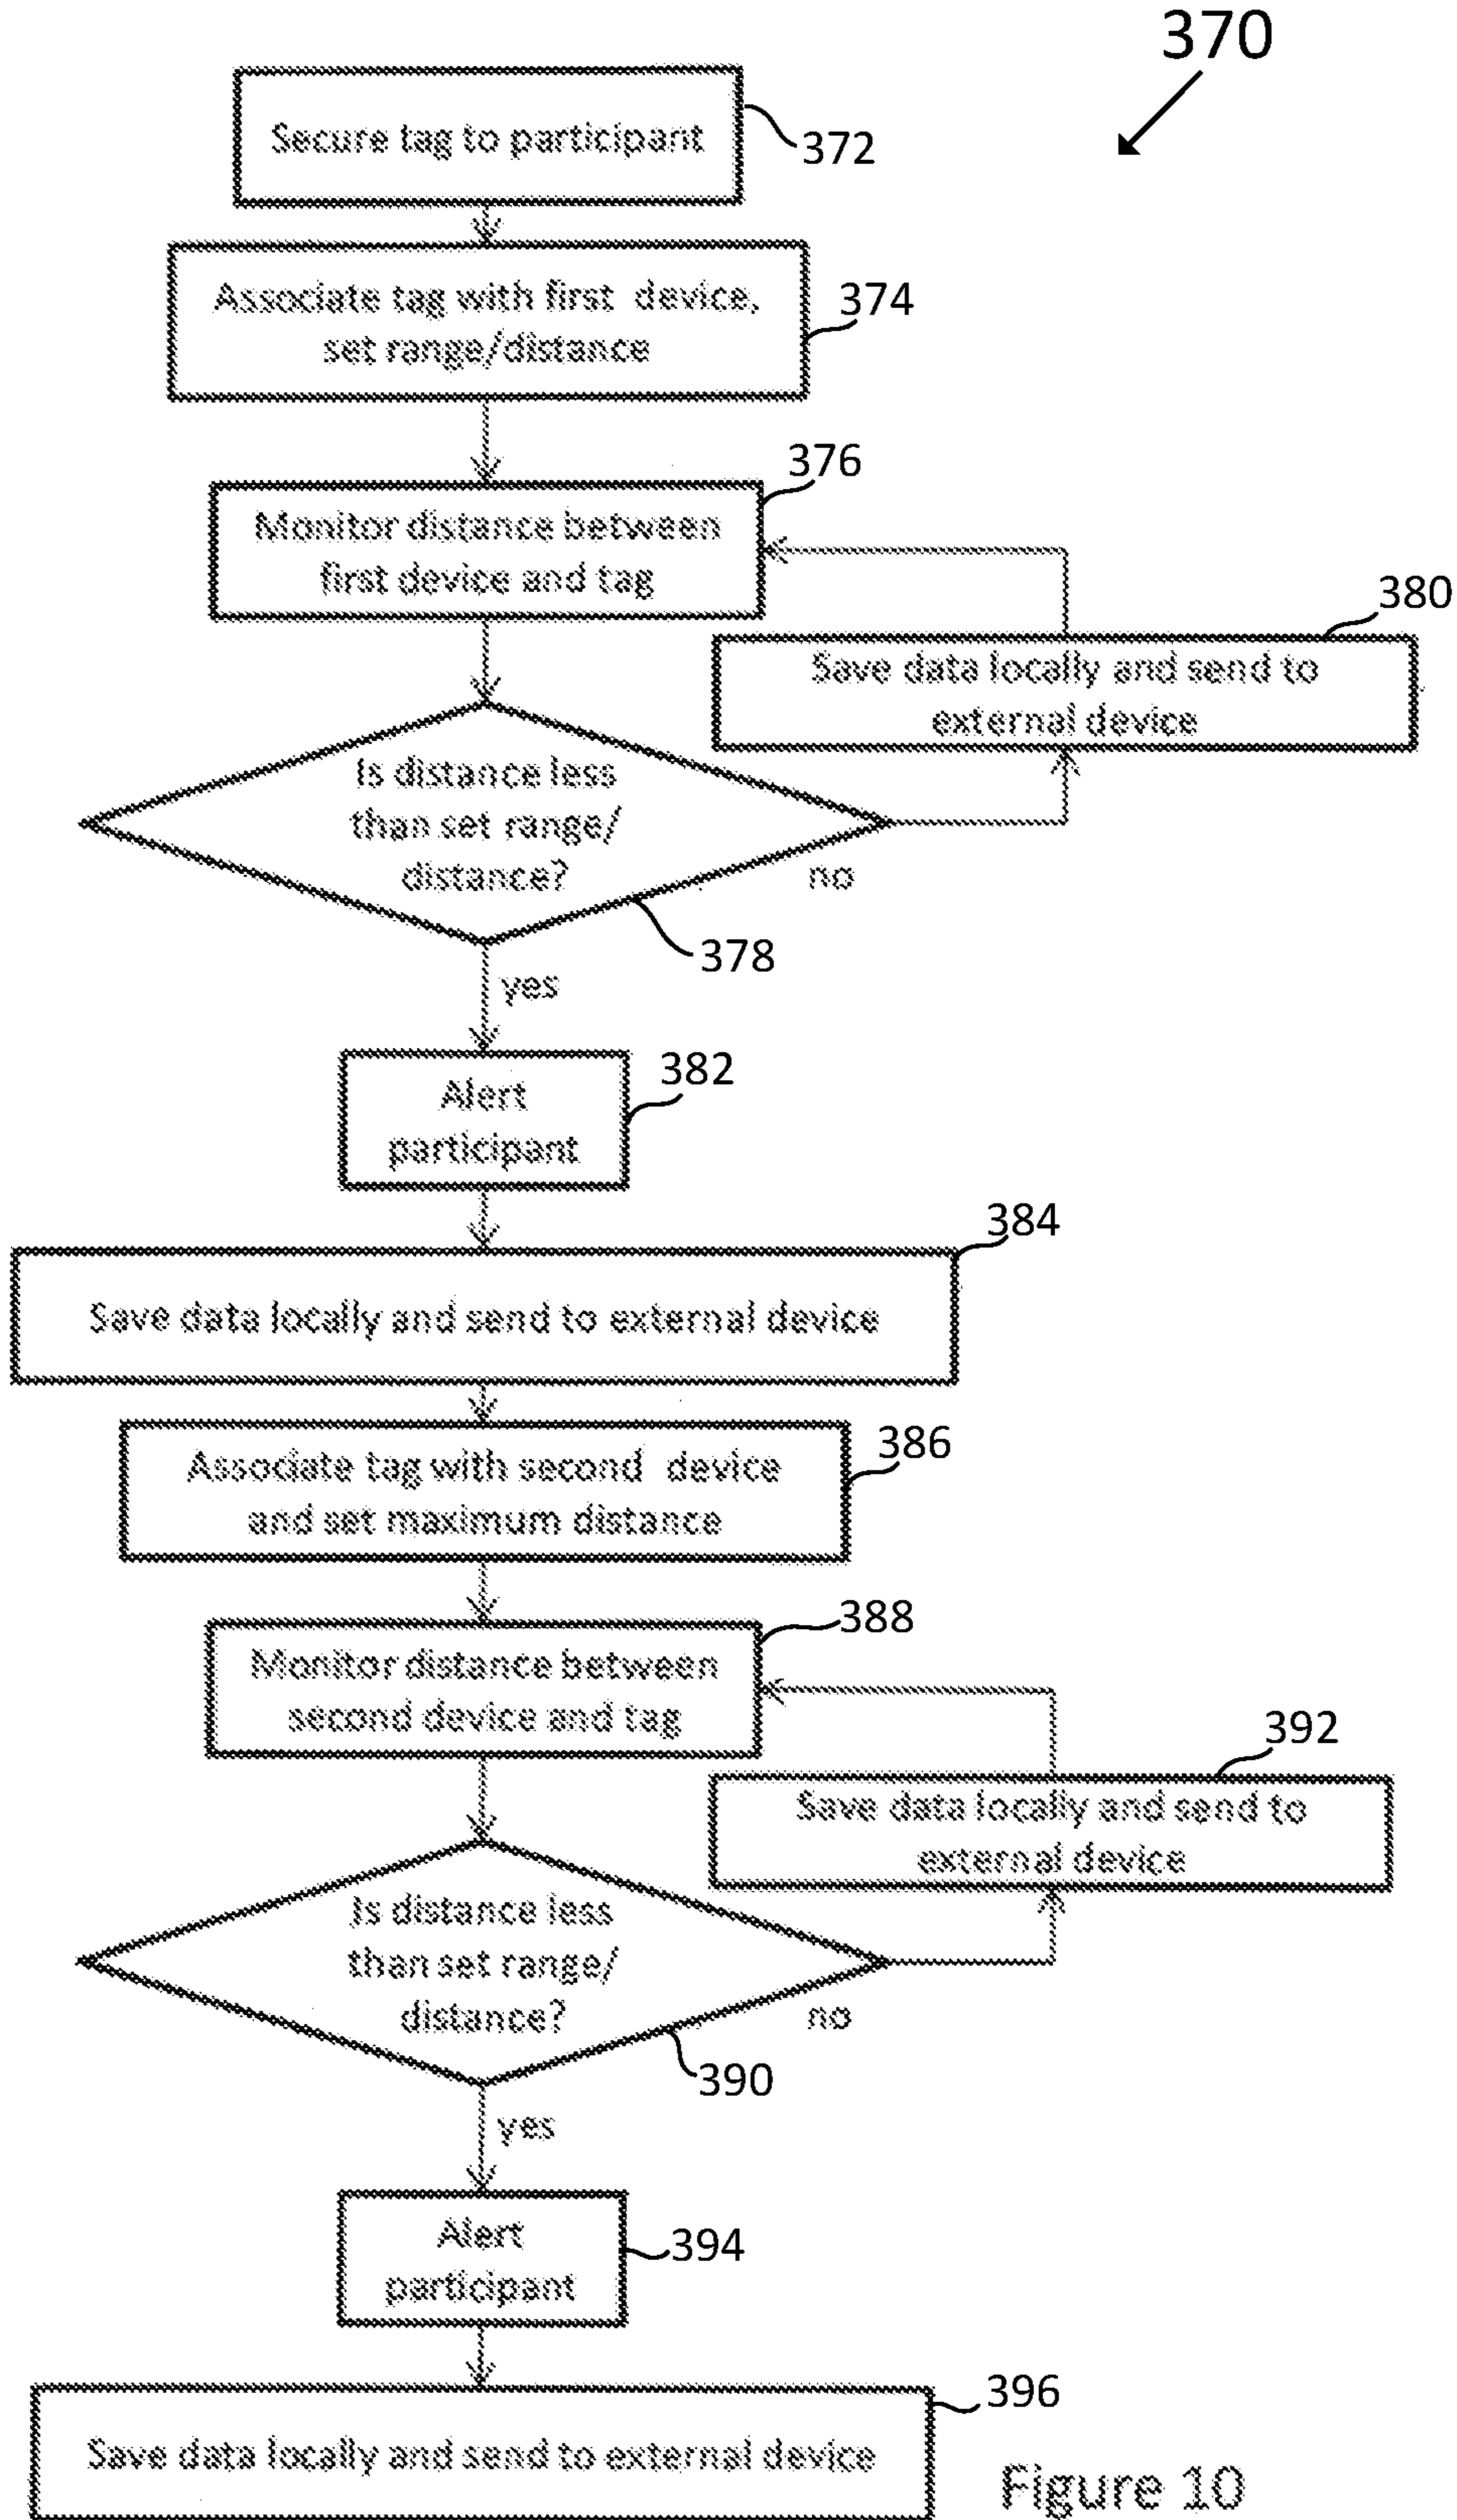 370
Secure tag to participant
372
Associate tag with first device,
set range/distance
374
376
Monitor distance between
first device and tag
380
Save data locally and send to
external device
Is distance less
than set range/
distance?
no
378
yes
382
Alert
participant
384
Save data locally and send to external device
386
Associate tag with second device
and set maximum distance
388
Monitor distance between
second device and tag
392
Save data locally and send to
external device
Is distance less
than set range/
distance?
no
390
yes
Alert
participant
394
396
Save data locally and send to external device
Figure 10